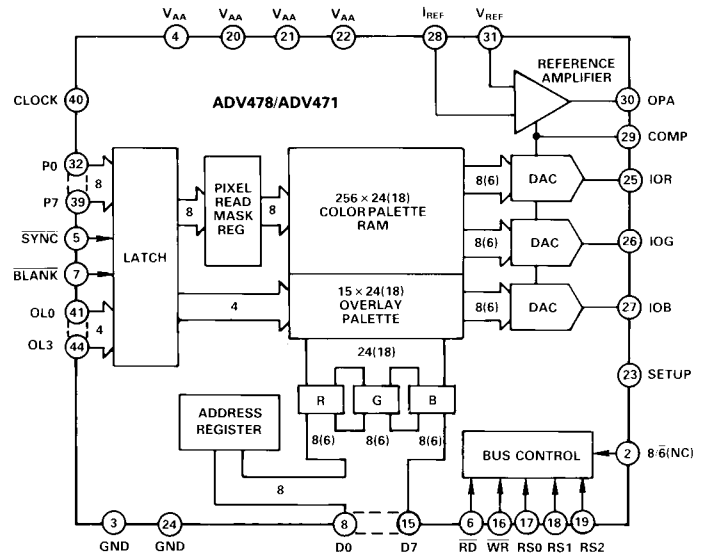 VAA VAA VAA VAA IREF VREF
4 20 21 22 28 31
REFERENCE
AMPLIFIER
CLOCK 40
ADV478/ADV471
30 OPA
29 COMP
P0 32
8
P7 39
SYNC 5
BLANK 7
OL0 41
4
OL3 44
LATCH
8
PIXEL
READ
MASK
REG
8
256 × 24(18)
COLOR PALETTE
RAM
8(6) DAC 25 IOR
8(6) DAC 26 IOG
4
15 × 24(18)
OVERLAY
PALETTE
8(6) DAC 27 IOB
24(18)
23 SETUP
R G B
8(6) 8(6) 8(6)
ADDRESS
REGISTER
8
BUS CONTROL
2 8/6(NC)
3 24 8 15 6 16 17 18 19
GND GND D0 D7 RD WR RS0 RS1 RS2